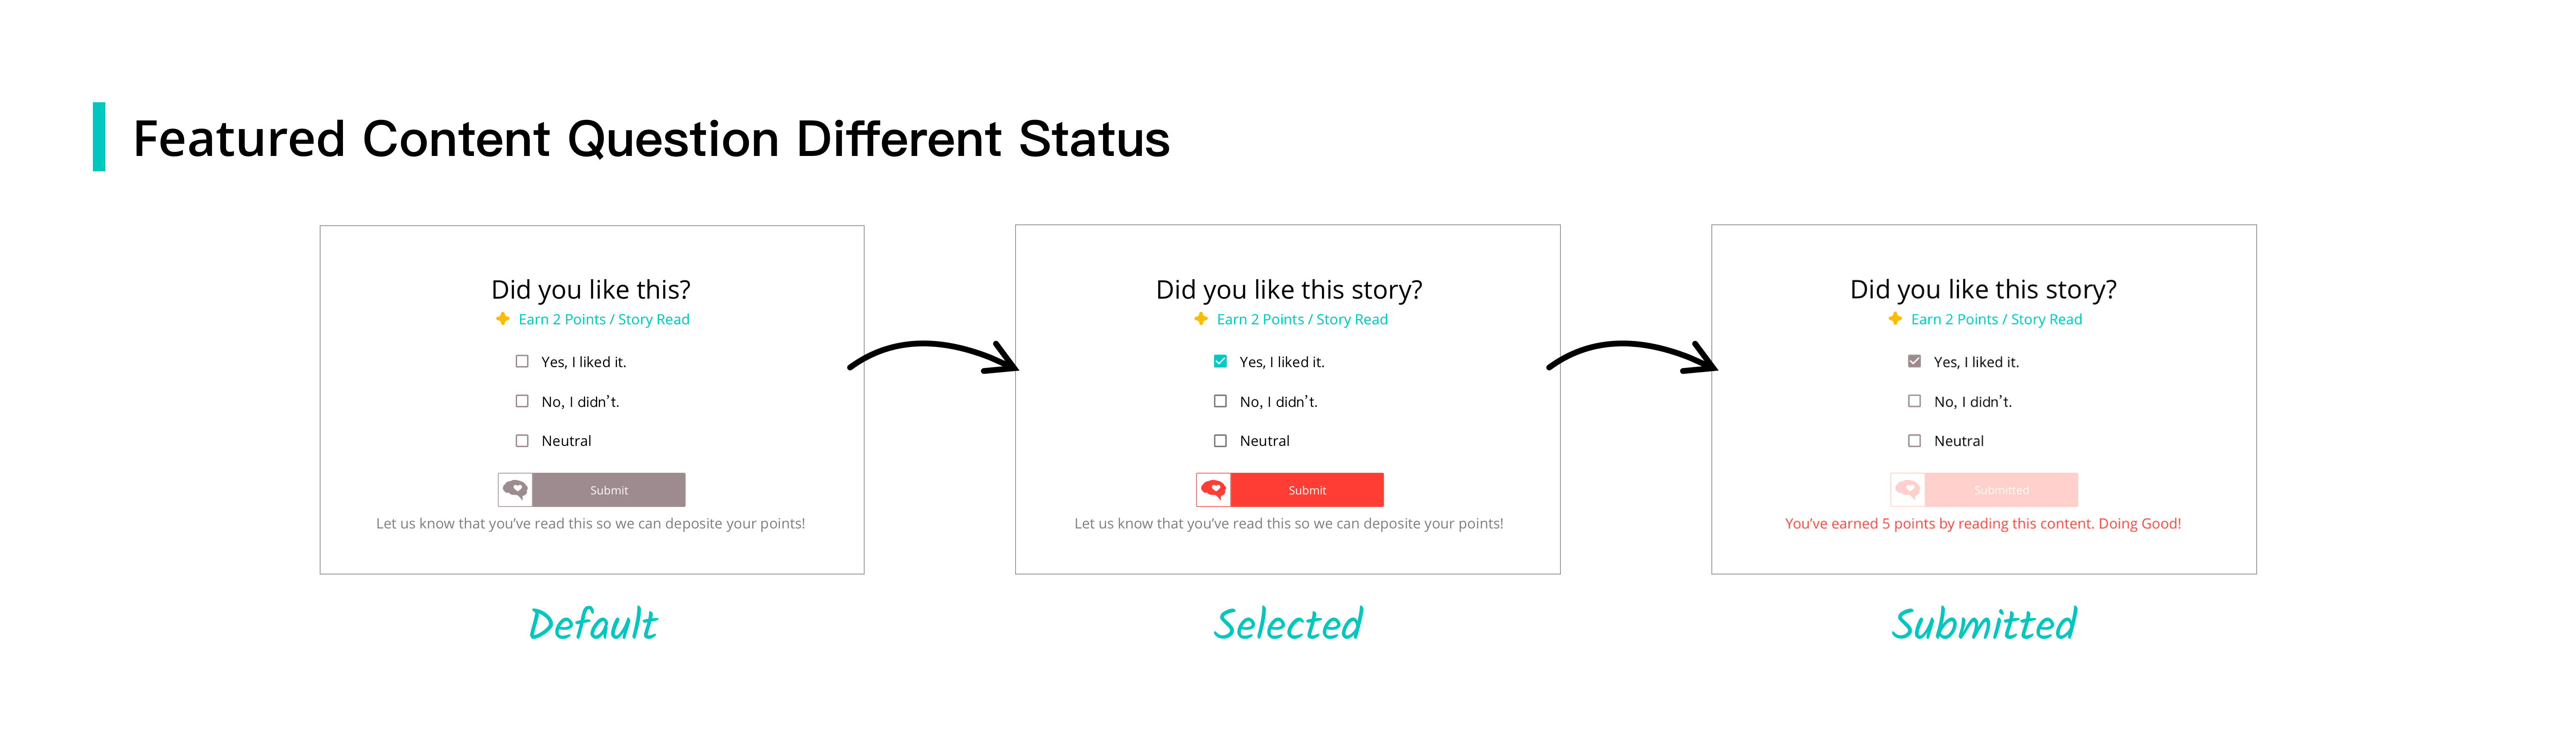 Featured Content Question Different Status
Did you like this?
Earn 2 Points / Story Read
Yes, I liked it.
No, I didn’t.
Neutral
Submit
Let us know that you’ve read this so we can deposite your points!
Default
Did you like this story?
Earn 2 Points / Story Read
Yes, I liked it.
No, I didn’t.
Neutral
Submit
Let us know that you’ve read this so we can deposite your points!
Selected
Did you like this story?
Earn 2 Points / Story Read
Yes, I liked it.
No, I didn’t.
Neutral
Submitted
You’ve earned 5 points by reading this content. Doing Good!
Submitted